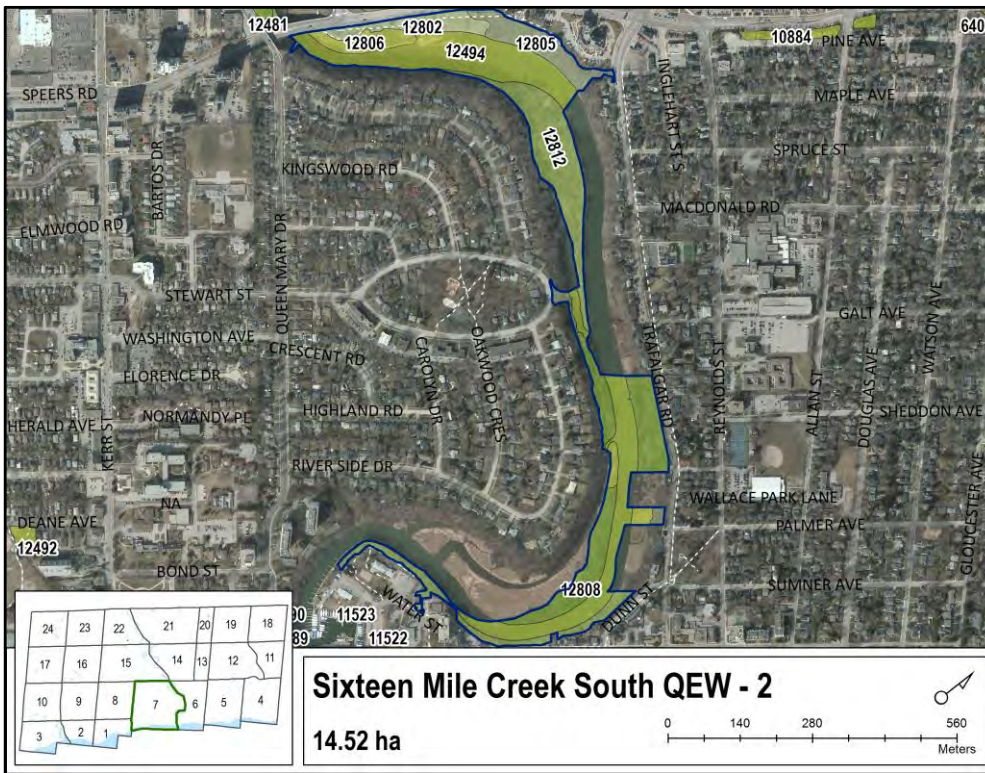 12481
12802
12806
12494
12805
10884
640
PINE AVE
SPEERS RD
MAPLE AVE
INGLEHART ST S
BARTOS DR
12812
SPRUCE ST
KINGSWOOD RD
MACDONALD RD
ELMWOOD RD
QUEEN MARY DR
STEWART ST
GALT AVE
WATSON AVE
WASHINGTON AVE
CRESCENT RD
CAROLYN DR
OAKWOOD CRES
TRAFALGAR RD
REYNOLDS ST
ALLAN ST
DOUGLAS AVE
FLORENCE DR
HIGHLAND RD
NORMANDY PL
SHEDDON AVE
HERALD AVE
KERR ST
RIVER SIDE DR
WALLACE PARK LANE
GLOUCESTER AVE
NA
DEANE AVE
PALMER AVE
12492
BOND ST
12808
SUMNER AVE
DUNN ST
WATER ST
90
11523
89
11522
24 23 22 21 20 19 18
17 16 15 14 13 12 11
10 9 8 7 6 5 4
3 2 1
Sixteen Mile Creek South QEW - 2
14.52 ha
0 140 280 560
Meters